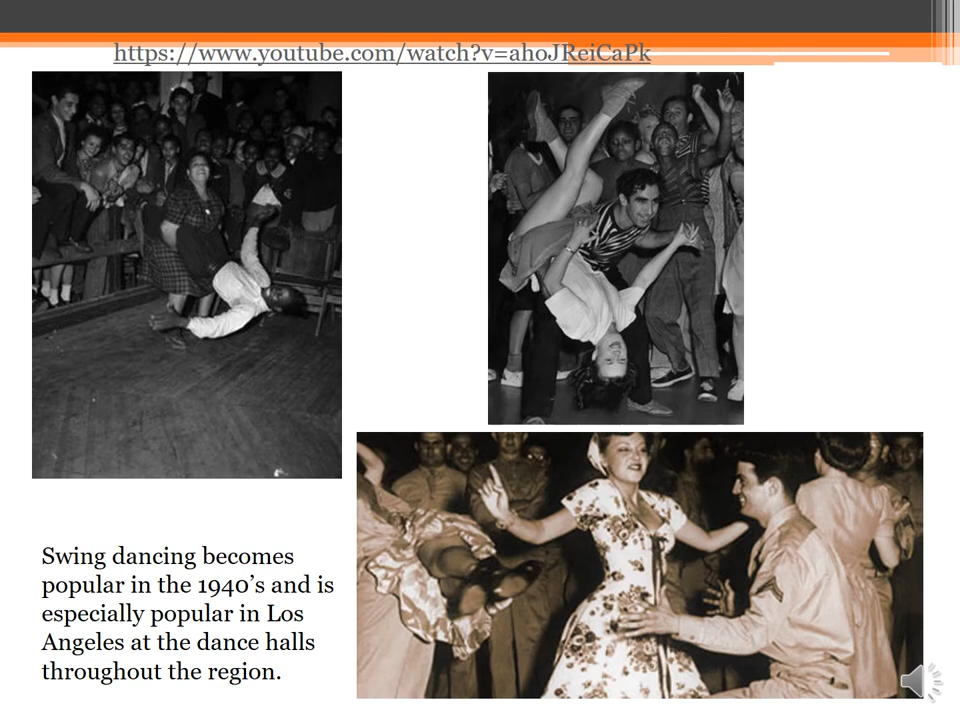 https://www.youtube.com/watch?v=ahoJReiCaPk
Swing dancing becomes
popular in the 1940’s and is
especially popular in Los
Angeles at the dance halls
throughout the region.